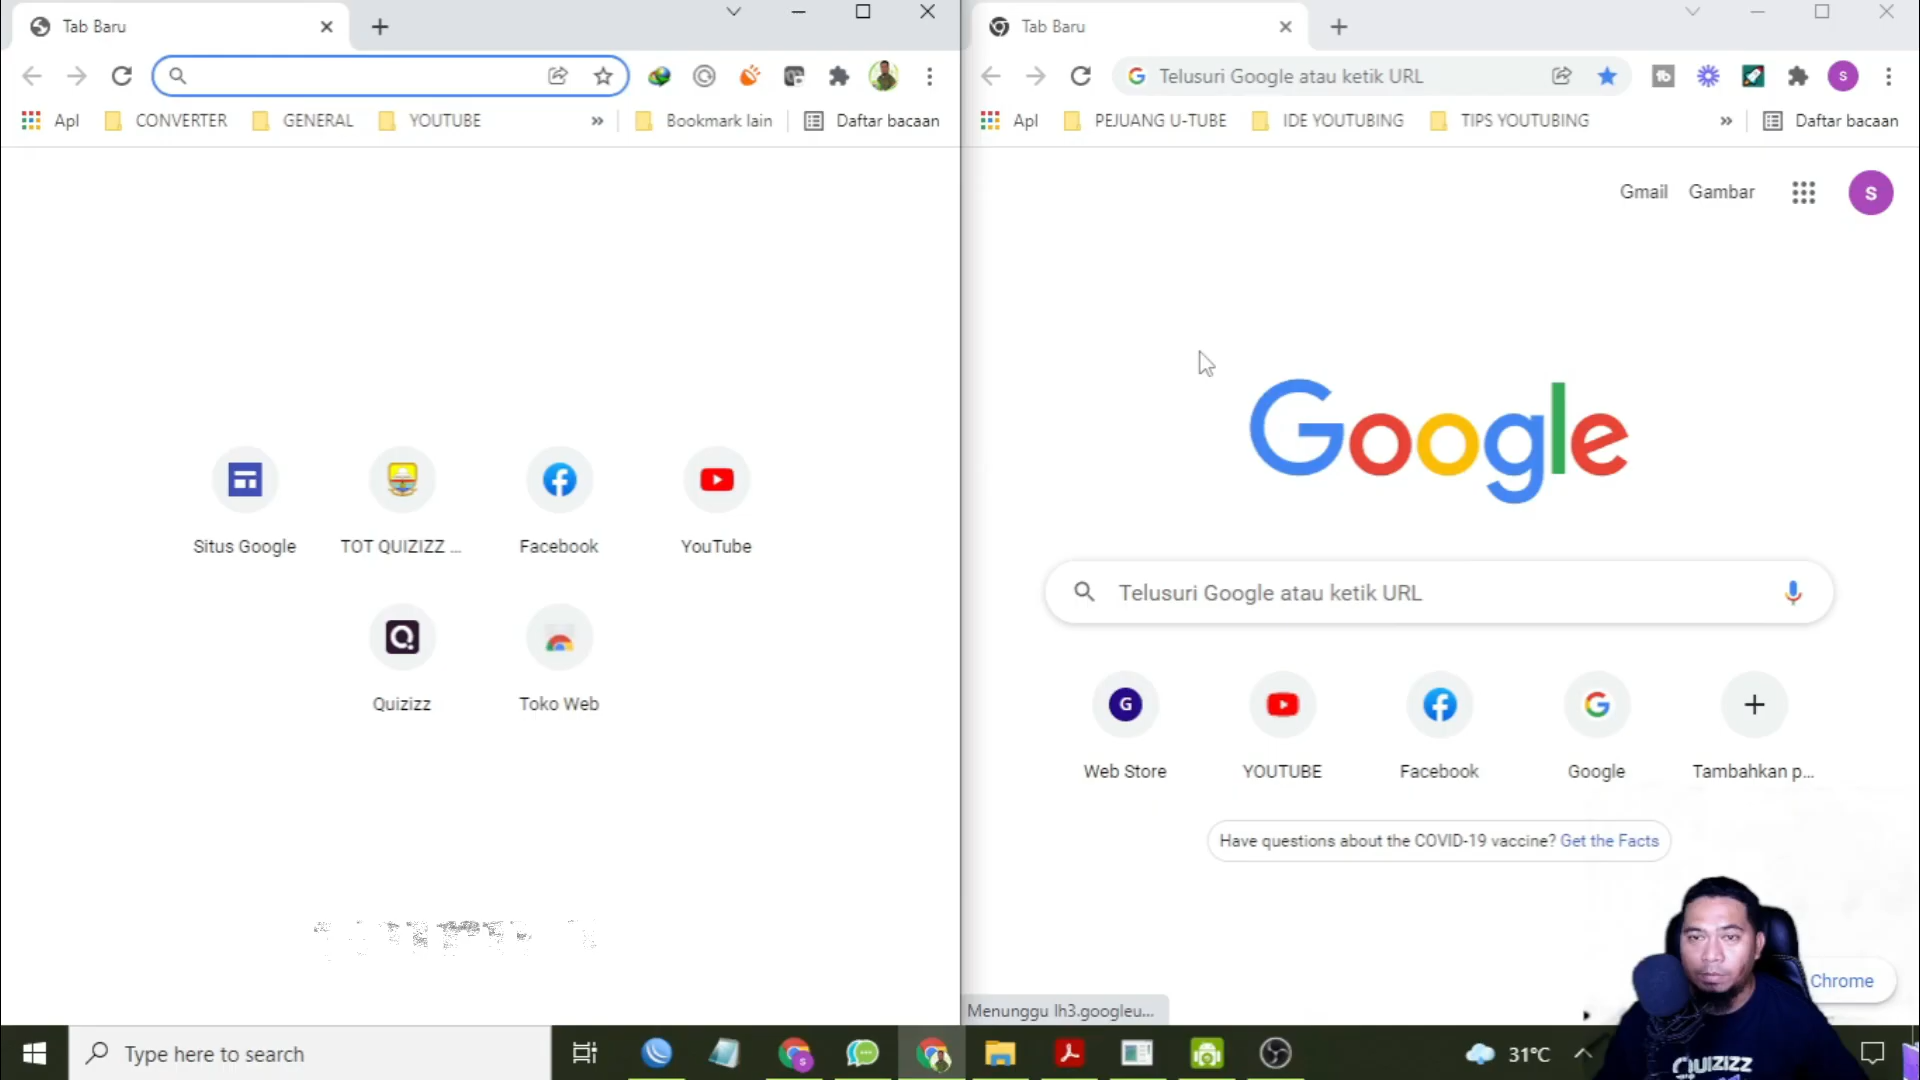 Tab Baru
Apl CONVERTER GENERAL YOUTUBE » Bookmark lain Daftar bacaan
Situs Google TOT QUIZIZZ ... Facebook YouTube
Quizizz Toko Web
Tab Baru
Telusuri Google atau ketik URL
Apl PEJUANG U-TUBE IDE YOUTUBING TIPS YOUTUBING » Daftar bacaan
Gmail Gambar S
Google
Telusuri Google atau ketik URL
Web Store YOUTUBE Facebook Google Tambahkan p...
Have questions about the COVID-19 vaccine? Get the Facts
Chrome
Menunggu lh3.googleu...
Type here to search
31°C
QUIZIZZ